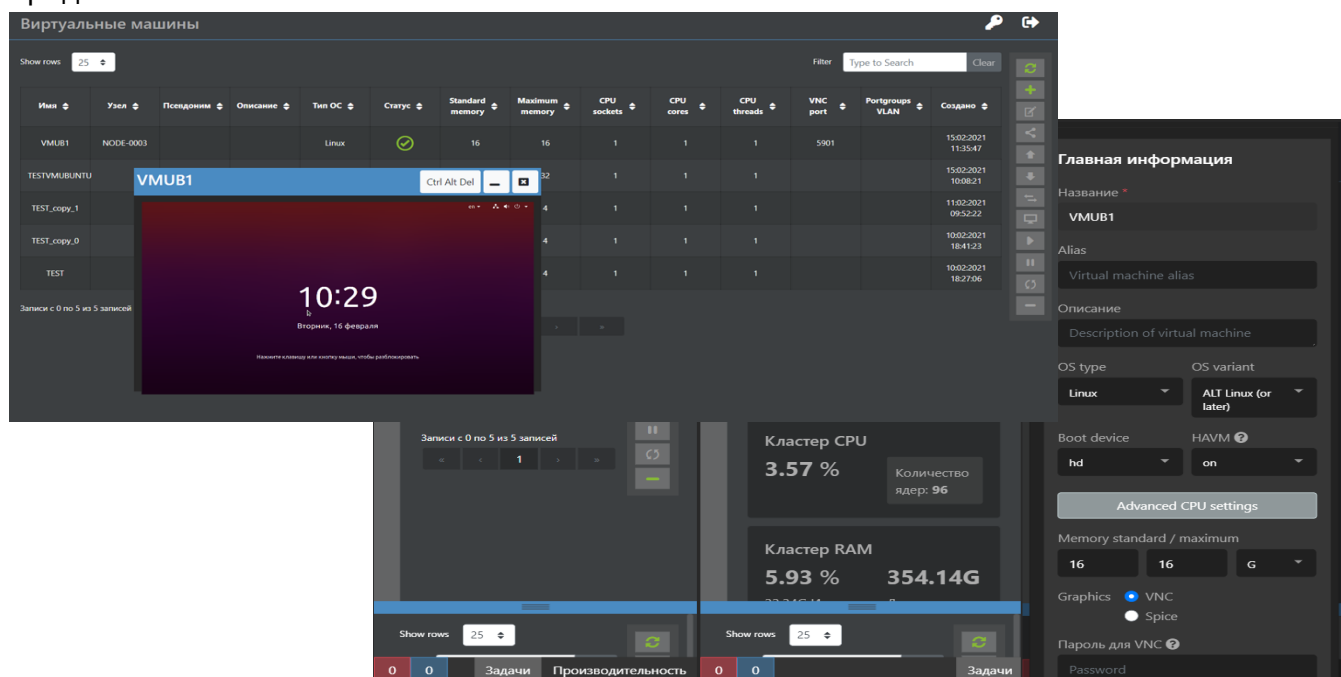 Виртуальные машины
Show rows 25 Filter Type to Search Clear
Имя Узел Псевдоним Описание Тип ОС Статус Standard memory Maximum memory CPU sockets CPU cores CPU threads VNC port Portgroups VLAN Создано
VMUB1 NODE-0003 Linux 16 16 1 1 1 5901 15:02:2021 11:35:47
TESTVMUBUNTU 32 1 1 1 15:02:2021 10:08:21
TEST_copy_1 4 1 1 1 11:02:2021 09:52:22
TEST_copy_0 4 1 1 1 10:02:2021 18:41:23
TEST 4 1 1 1 10:02:2021 18:27:06
Записи с 0 по 5 из 5 записей
VMUB1 Ctrl Alt Del
en
10:29
Вторник, 16 февраля
Нажмите клавишу или кнопку мыши, чтобы разблокировать
Записи с 0 по 5 из 5 записей
« ‹ 1 › »
Show rows 25
0 0 Задачи Производительность
Кластер CPU
3.57 % Количество
ядер: 96
Кластер RAM
5.93 % 354.14G
Show rows 25
0 0 Задачи
Главная информация
Название *
VMUB1
Alias
Virtual machine alias
Описание
Description of virtual machine
OS type OS variant
Linux ALT Linux (or
later)
Boot device HAVM ?
hd on
Advanced CPU settings
Memory standard / maximum
16 16 G
Graphics VNC
Spice
Пароль для VNC ?
Password